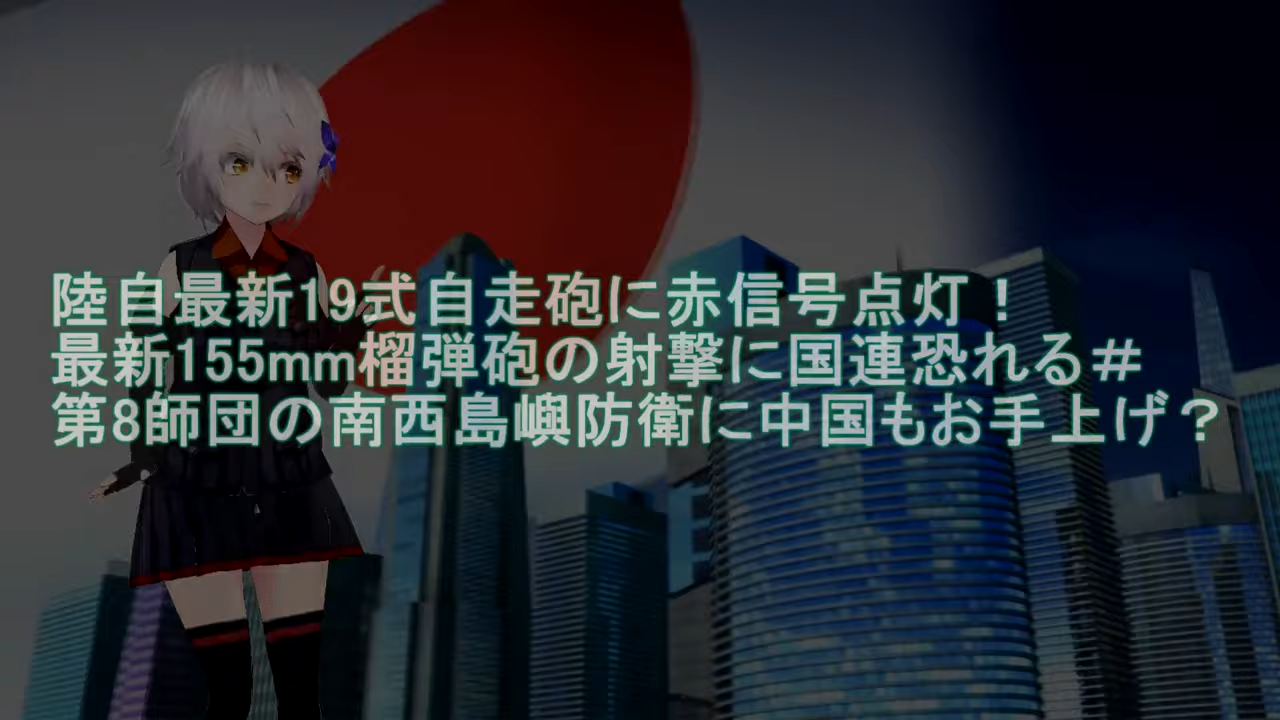 陸自最新19式自走砲に赤信号点灯！
最新155mm榴弾砲の射撃に国連恐れる＃
第8師団の南西島嶼防衛に中国もお手上げ？